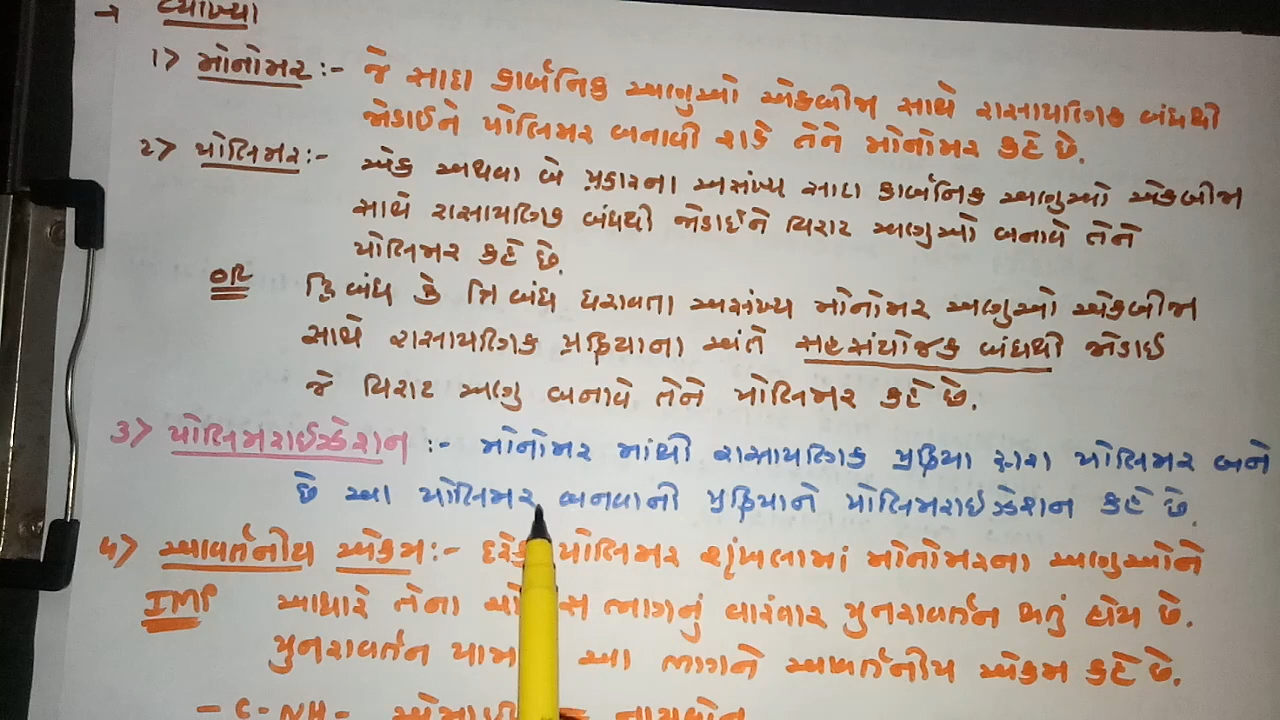 → વ્યાખ્યા
1> મોનોમર :- જે સાદા કાર્બનિક અણુઓ એકબીજા સાથે રાસાયણિક બંધથી
જોડાઈને પોલિમર બનાવી શકે તેને મોનોમર કહે છે.
2> પોલિમર :- એક અથવા બે પ્રકારના અસંખ્ય સાદા કાર્બનિક અણુઓ એકબીજા
સાથે રાસાયણિક બંધથી જોડાઈને વિરાટ અણુઓ બનાવે તેને
પોલિમર કહે છે.
OR દ્વિબંધ કે ત્રિબંધ ધરાવતા અસંખ્ય મોનોમર અણુઓ એકબીજા
સાથે રાસાયણિક પ્રક્રિયાના અંતે સહસંયોજક બંધથી જોડાઈ
જે વિરાટ અણુ બનાવે તેને પોલિમર કહે છે.
3> પોલિમરાઈઝેશન :- મોનોમર માંથી રાસાયણિક પ્રક્રિયા દ્વારા પોલિમર બને
છે આ પોલિમર બનવાની પ્રક્રિયાને પોલિમરાઈઝેશન કહે છે.
4> આવર્તનીય એકમ :- દરેક પોલિમર શૃંખલામાં મોનોમરના અણુઓને
IMP આધારે તેના ભાગનું વારંવાર પુનરાવર્તન થતું હોય છે.
પુનરાવર્તન આ ભાગને આવર્તનીય એકમ કહે છે.
- C - NH -